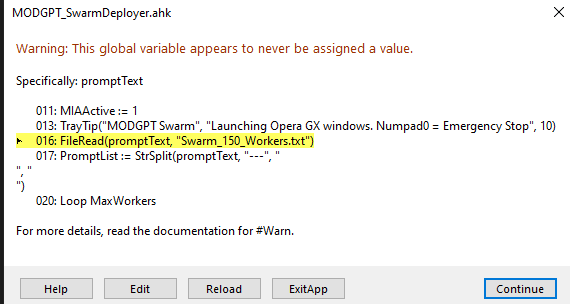 MODGPT_SwarmDeployer.ahk
Warning: This global variable appears to never be assigned a value.
Specifically: promptText
011: MIAActive := 1
013: TrayTip("MODGPT Swarm", "Launching Opera GX windows. Numpad0 = Emergency Stop", 10)
016: FileRead(promptText, "Swarm_150_Workers.txt")
017: PromptList := StrSplit(promptText, "---", "
", "
")
020: Loop MaxWorkers
For more details, read the documentation for #Warn.
Help Edit Reload ExitApp Continue